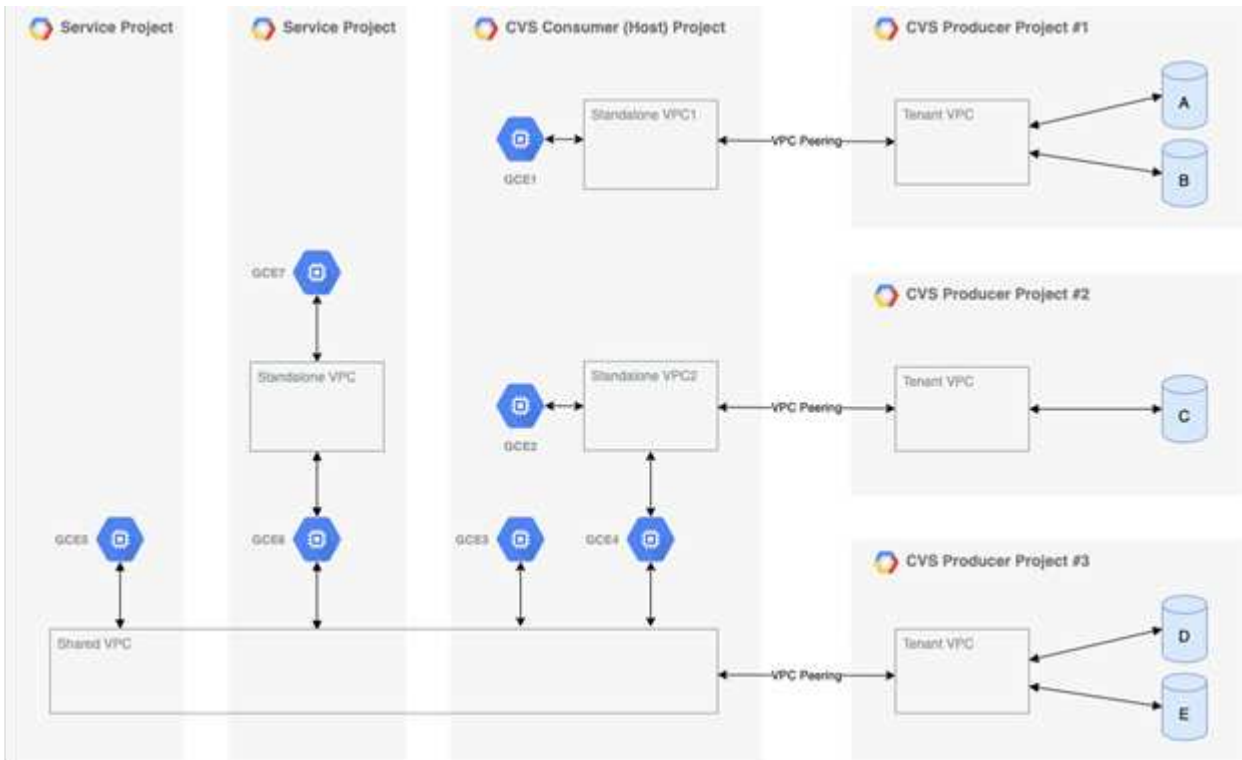 Service Project
Service Project
CVS Consumer (Host) Project
CVS Producer Project #1
Standalone VPC1
Tenant VPC
A
GCE1
VPC Peering
B
GCE7
CVS Producer Project #2
Standalone VPC
Standalone VPC2
Tenant VPC
GCE2
VPC Peering
C
GCE5
GCE6
GCE3
GCE4
CVS Producer Project #3
Shared VPC
Tenant VPC
D
VPC Peering
E